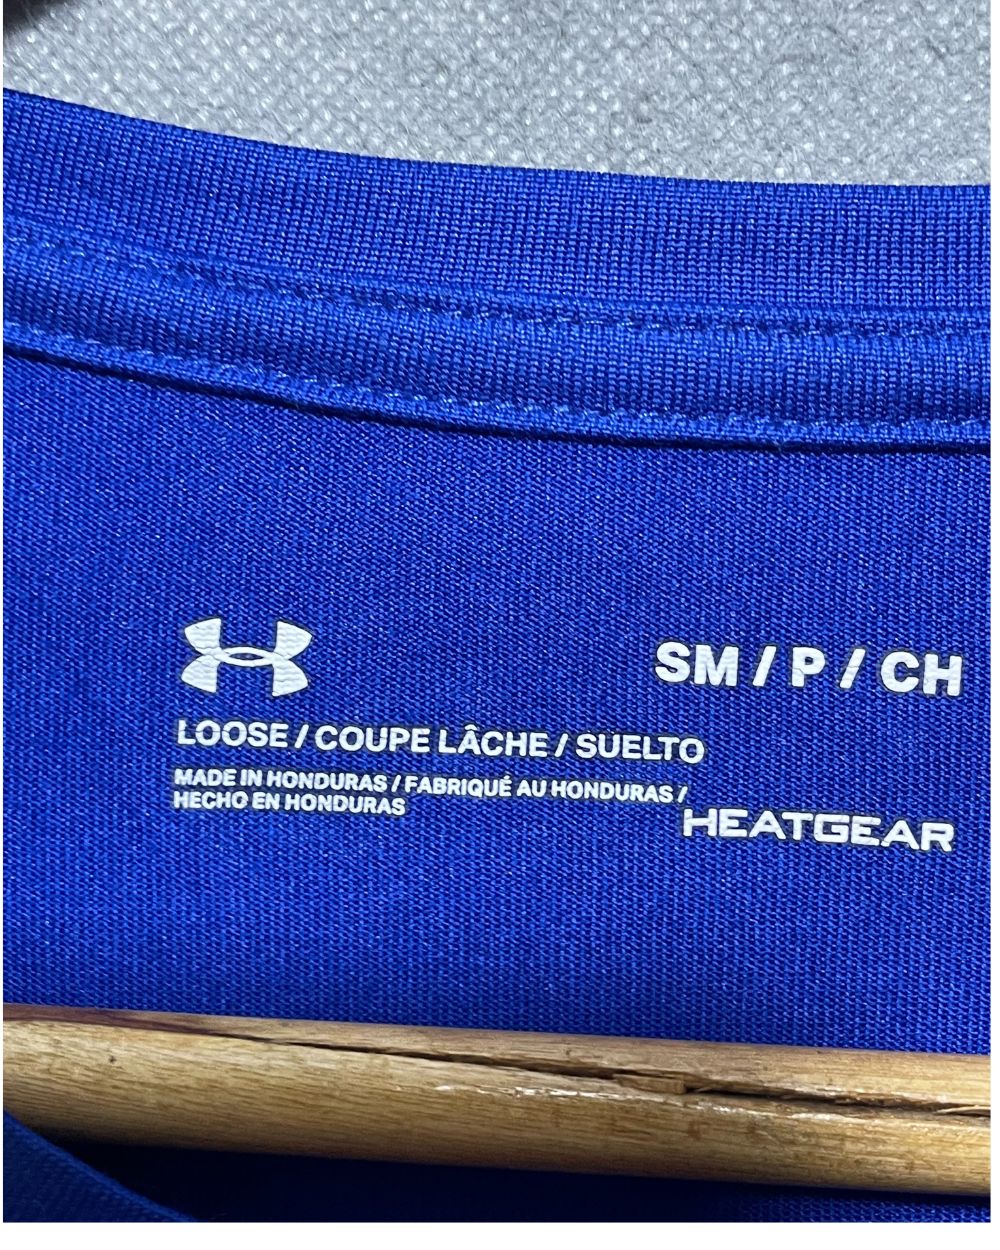 SM / P / CH
LOOSE / COUPE LÂCHE / SUELTO
MADE IN HONDURAS / FABRIQUÉ AU HONDURAS /
HECHO EN HONDURAS
HEATGEAR